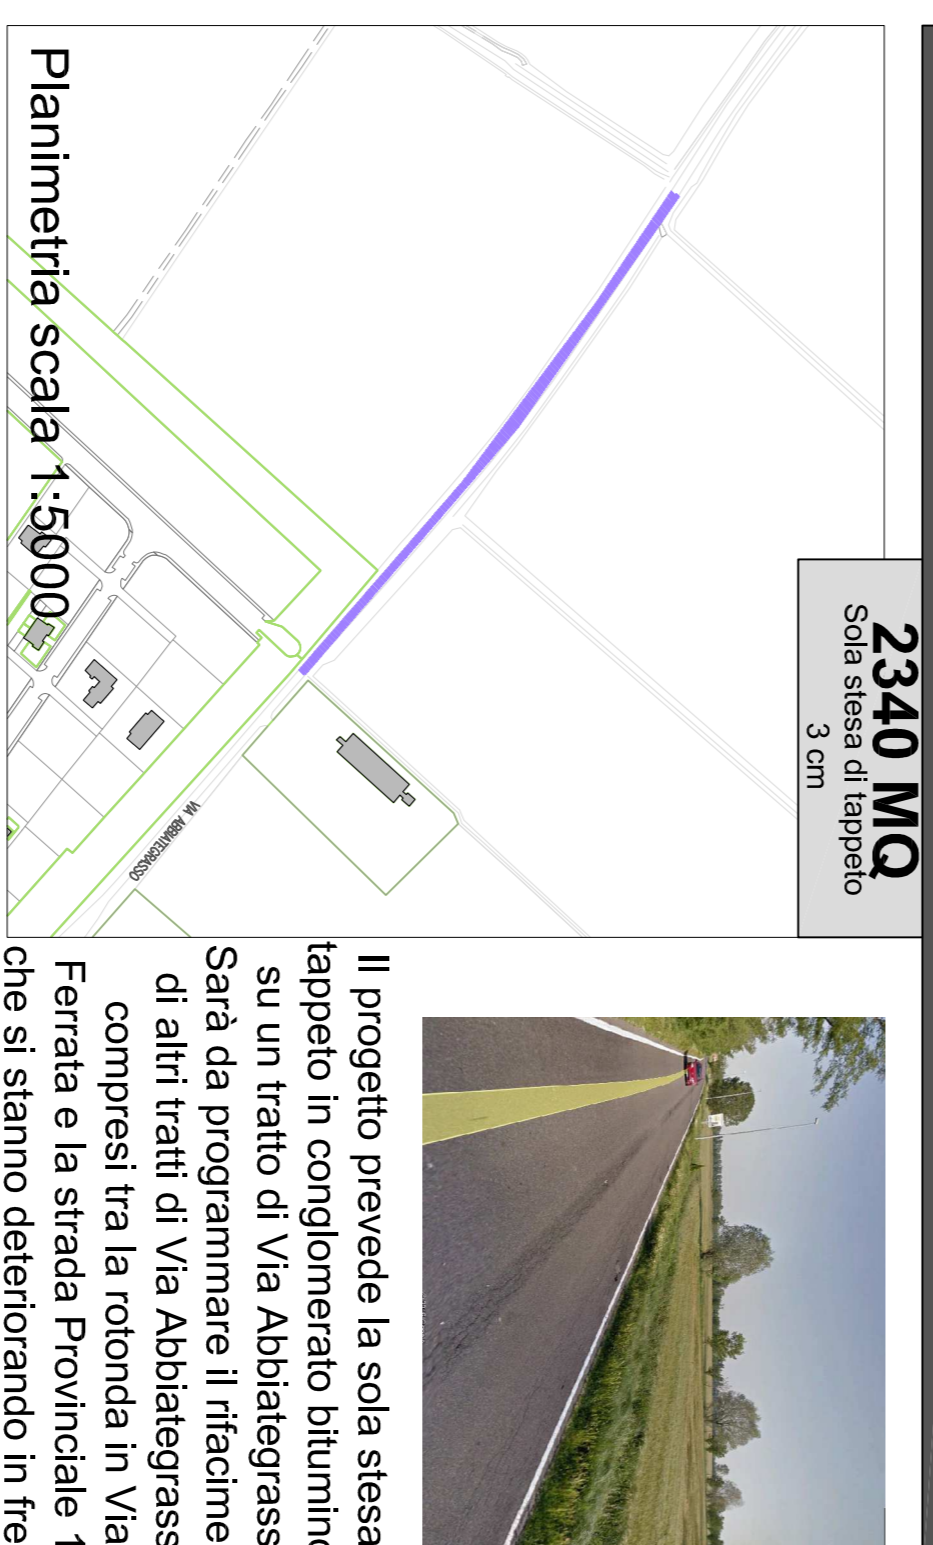 2340 MQ
Sola stesa di tappeto
3 cm
VIA ABBIATEGRASSO
Planimetria scala 1:5000
Il progetto prevede la sola stesa
tappeto in conglomerato bitumino
su un tratto di Via Abbiategrass
Sarà da programmare il rifacime
di altri tratti di Via Abbiategrass
compresi tra la rotonda in Via
Ferrata e la strada Provinciale 1
che si stanno deteriorando in fre